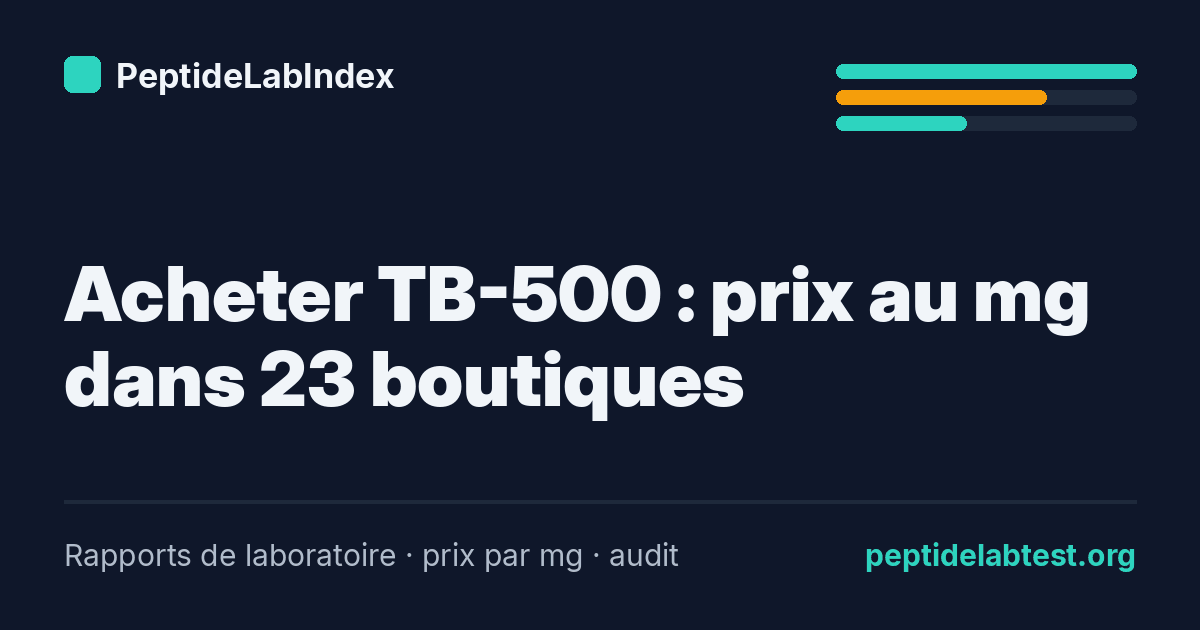 PeptideLabIndex
Acheter TB-500 : prix au mg
dans 23 boutiques
Rapports de laboratoire · prix par mg · audit
peptidelabtest.org